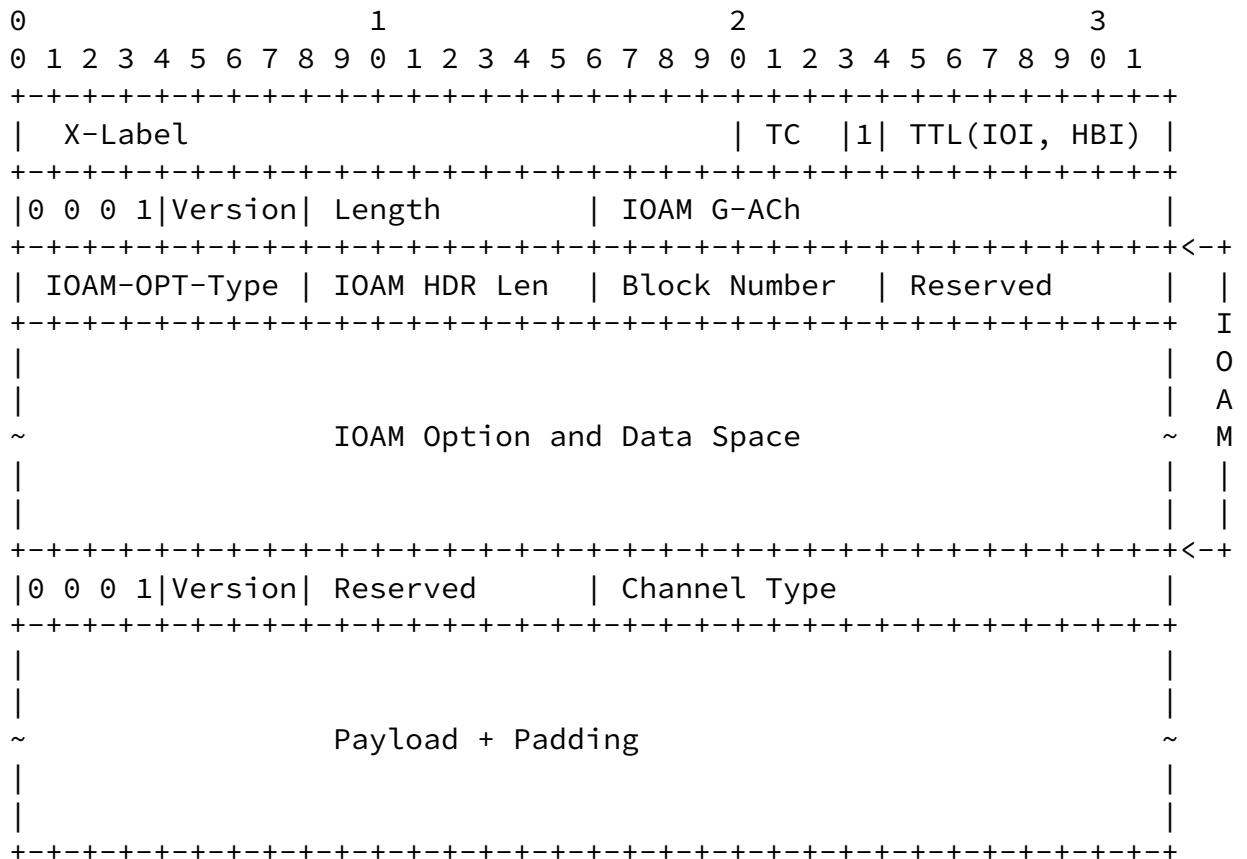 0                   1                   2                   3
0 1 2 3 4 5 6 7 8 9 0 1 2 3 4 5 6 7 8 9 0 1 2 3 4 5 6 7 8 9 0 1
+-+-+-+-+-+-+-+-+-+-+-+-+-+-+-+-+-+-+-+-+-+-+-+-+-+-+-+-+-+-+-+-+
|  X-Label                              | TC  |1| TTL(IOI, HBI) |
+-+-+-+-+-+-+-+-+-+-+-+-+-+-+-+-+-+-+-+-+-+-+-+-+-+-+-+-+-+-+-+-+
|0 0 0 1|Version| Length        | IOAM G-ACh                    |
+-+-+-+-+-+-+-+-+-+-+-+-+-+-+-+-+-+-+-+-+-+-+-+-+-+-+-+-+-+-+-+-+<-+
| IOAM-OPT-Type | IOAM HDR Len  | Block Number  | Reserved      |  |
+-+-+-+-+-+-+-+-+-+-+-+-+-+-+-+-+-+-+-+-+-+-+-+-+-+-+-+-+-+-+-+-+  I
|                                                               |  O
|                                                               |  A
~                 IOAM Option and Data Space                    ~  M
|                                                               |  |
|                                                               |  |
+-+-+-+-+-+-+-+-+-+-+-+-+-+-+-+-+-+-+-+-+-+-+-+-+-+-+-+-+-+-+-+-+<-+
|0 0 0 1|Version| Reserved      | Channel Type                  |
+-+-+-+-+-+-+-+-+-+-+-+-+-+-+-+-+-+-+-+-+-+-+-+-+-+-+-+-+-+-+-+-+
|                                                               |
|                                                               |
~                 Payload + Padding                             ~
|                                                               |
|                                                               |
+-+-+-+-+-+-+-+-+-+-+-+-+-+-+-+-+-+-+-+-+-+-+-+-+-+-+-+-+-+-+-+-+